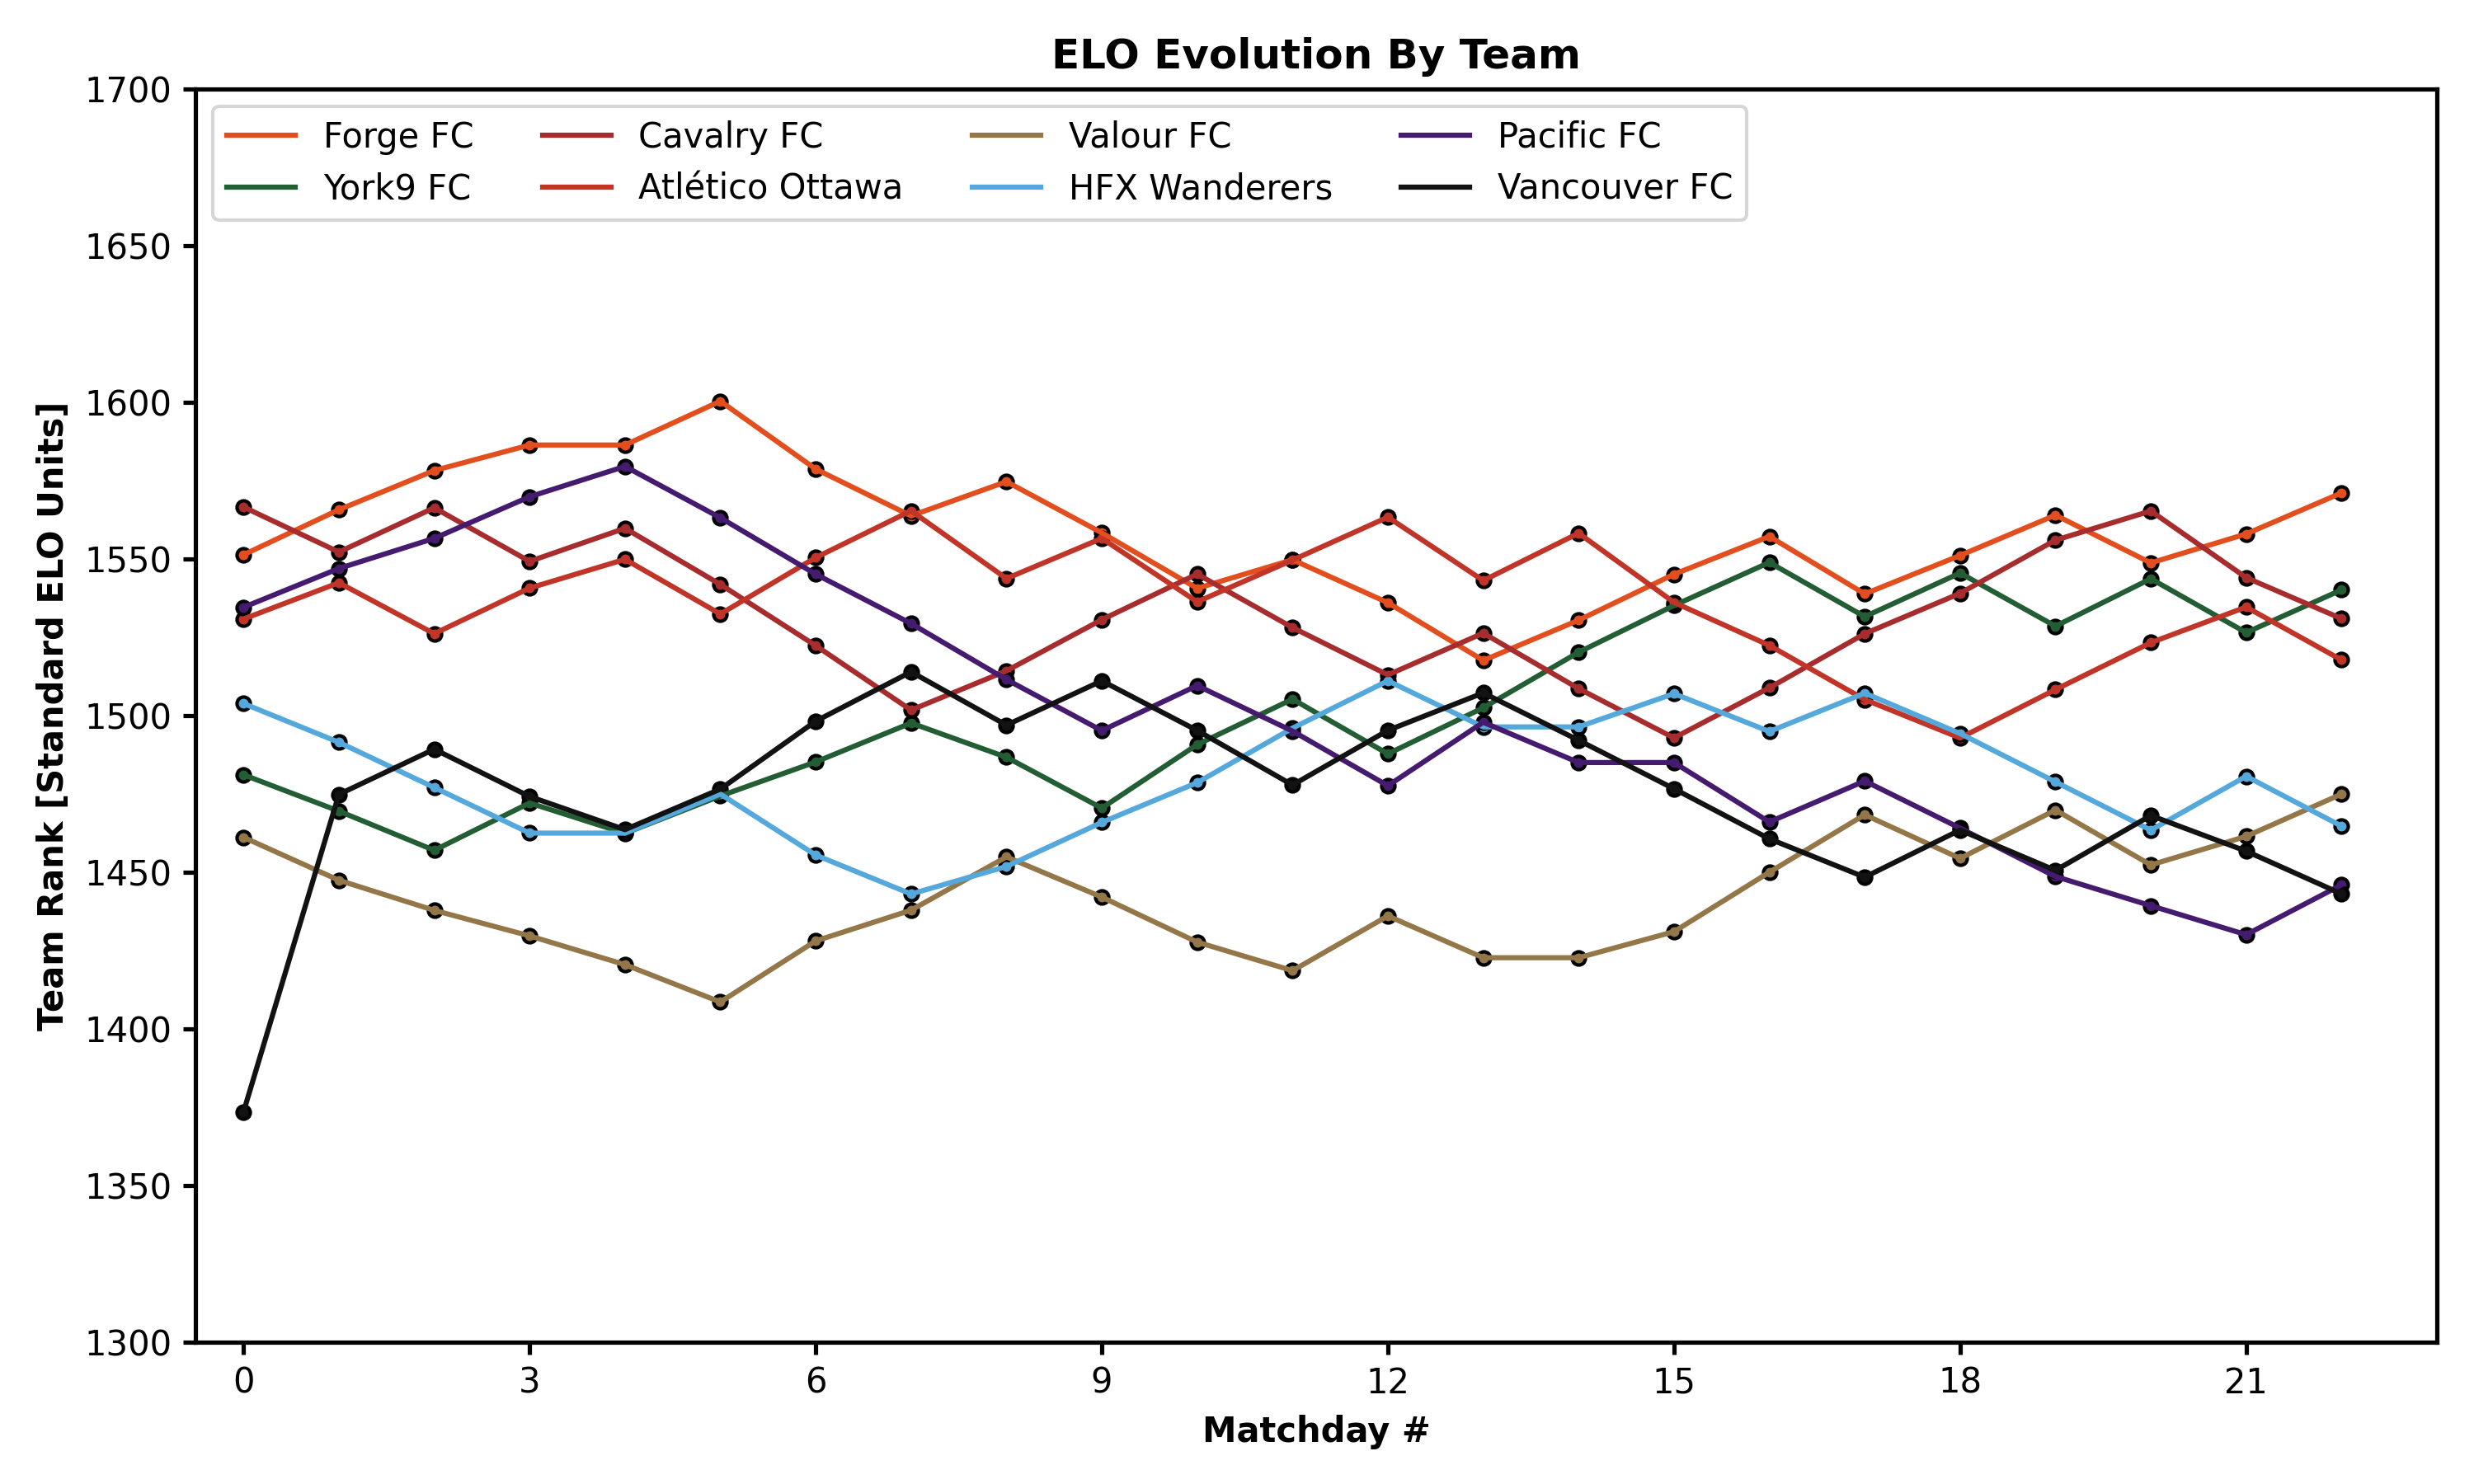 ELO Evolution By Team
Forge FC
York9 FC
Cavalry FC
Atlético Ottawa
Valour FC
HFX Wanderers
Pacific FC
Vancouver FC
Team Rank [Standard ELO Units]
1700
1650
1600
1550
1500
1450
1400
1350
1300
0 3 6 9 12 15 18 21
Matchday #